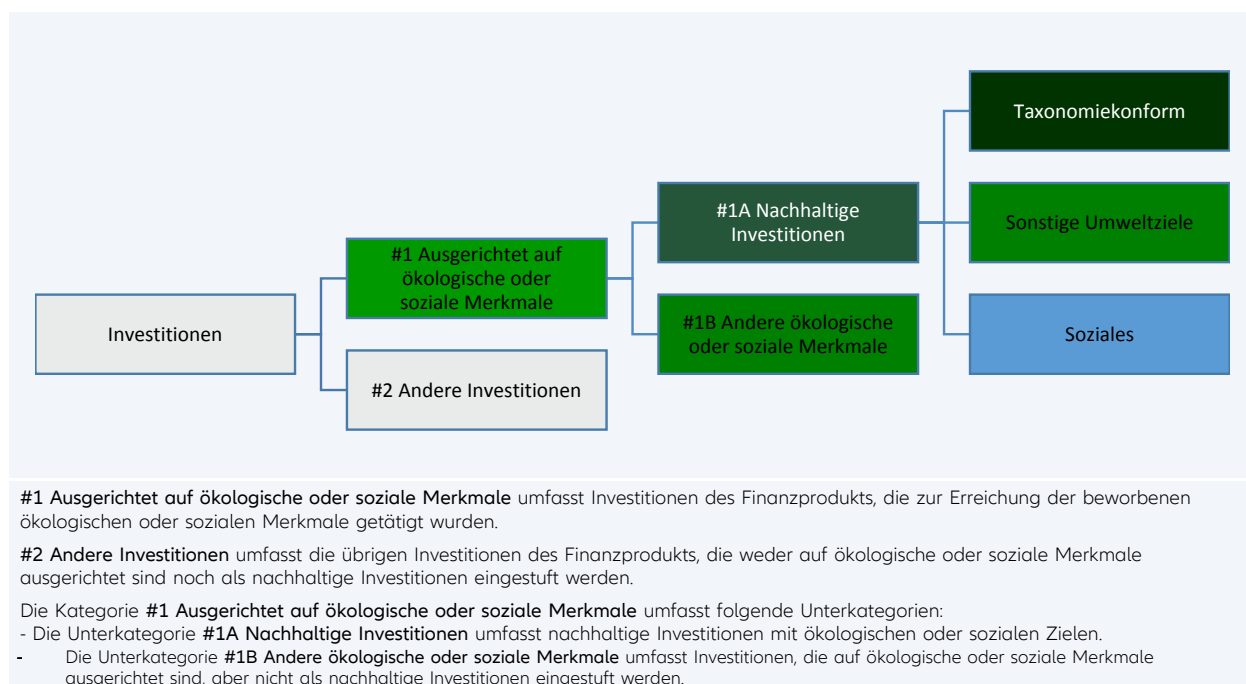 Taxonomiekonform
#1A Nachhaltige
Investitionen
Sonstige Umweltziele
#1 Ausgerichtet auf
ökologische oder
soziale Merkmale
#1B Andere ökologische
oder soziale Merkmale
Investitionen
Soziales
#2 Andere Investitionen
#1 Ausgerichtet auf ökologische oder soziale Merkmale umfasst Investitionen des Finanzprodukts, die zur Erreichung der beworbenen
ökologischen oder sozialen Merkmale getätigt wurden.
#2 Andere Investitionen umfasst die übrigen Investitionen des Finanzprodukts, die weder auf ökologische oder soziale Merkmale
ausgerichtet sind noch als nachhaltige Investitionen eingestuft werden.
Die Kategorie #1 Ausgerichtet auf ökologische oder soziale Merkmale umfasst folgende Unterkategorien:
- Die Unterkategorie #1A Nachhaltige Investitionen umfasst nachhaltige Investitionen mit ökologischen oder sozialen Zielen.
- Die Unterkategorie #1B Andere ökologische oder soziale Merkmale umfasst Investitionen, die auf ökologische oder soziale Merkmale
ausgerichtet sind, aber nicht als nachhaltige Investitionen eingestuft werden.